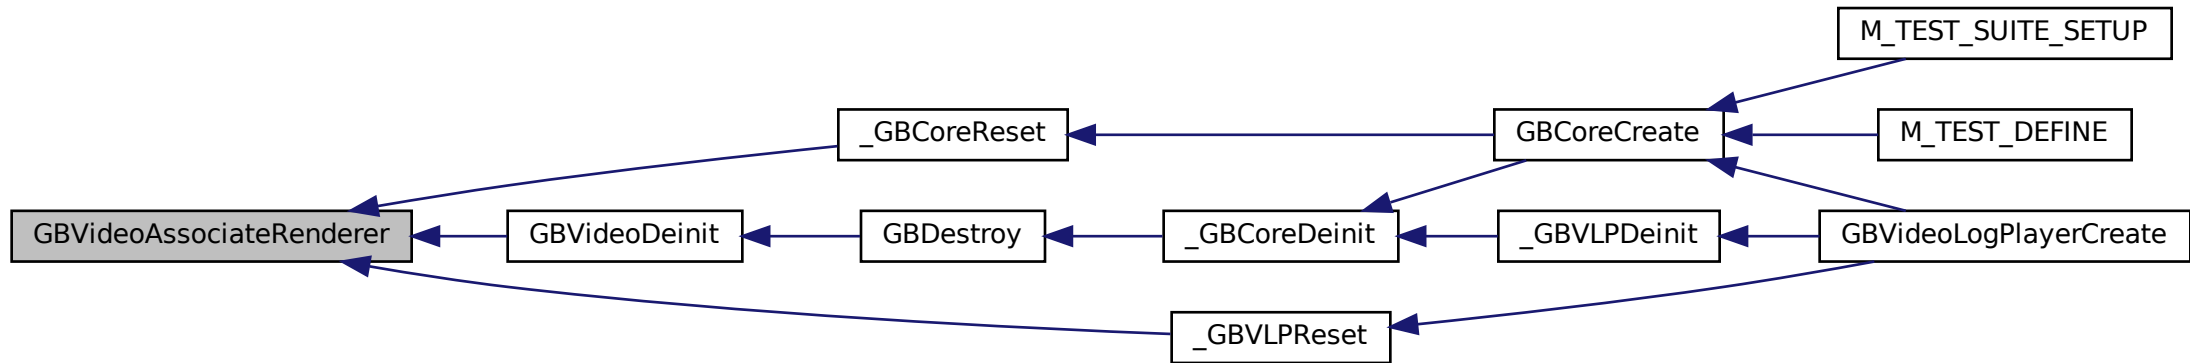 M_TEST_SUITE_SETUP
_GBCoreReset
GBCoreCreate
M_TEST_DEFINE
GBVideoAssociateRenderer
GBVideoDeinit
GBDestroy
_GBCoreDeinit
_GBVLPDeinit
GBVideoLogPlayerCreate
_GBVLPReset